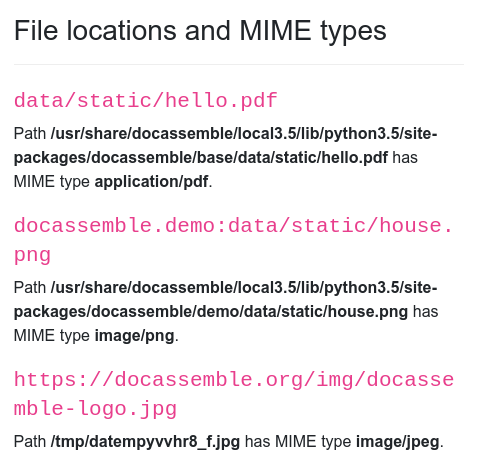 File locations and MIME types
data/static/hello.pdf
Path /usr/share/docassemble/local3.5/lib/python3.5/site-
packages/docassemble/base/data/static/hello.pdf has
MIME type application/pdf.
docassemble.demo:data/static/house.
png
Path /usr/share/docassemble/local3.5/lib/python3.5/site-
packages/docassemble/demo/data/static/house.png has
MIME type image/png.
https://docassemble.org/img/docasse
mble-logo.jpg
Path /tmp/datempyvvhr8_f.jpg has MIME type image/jpeg.